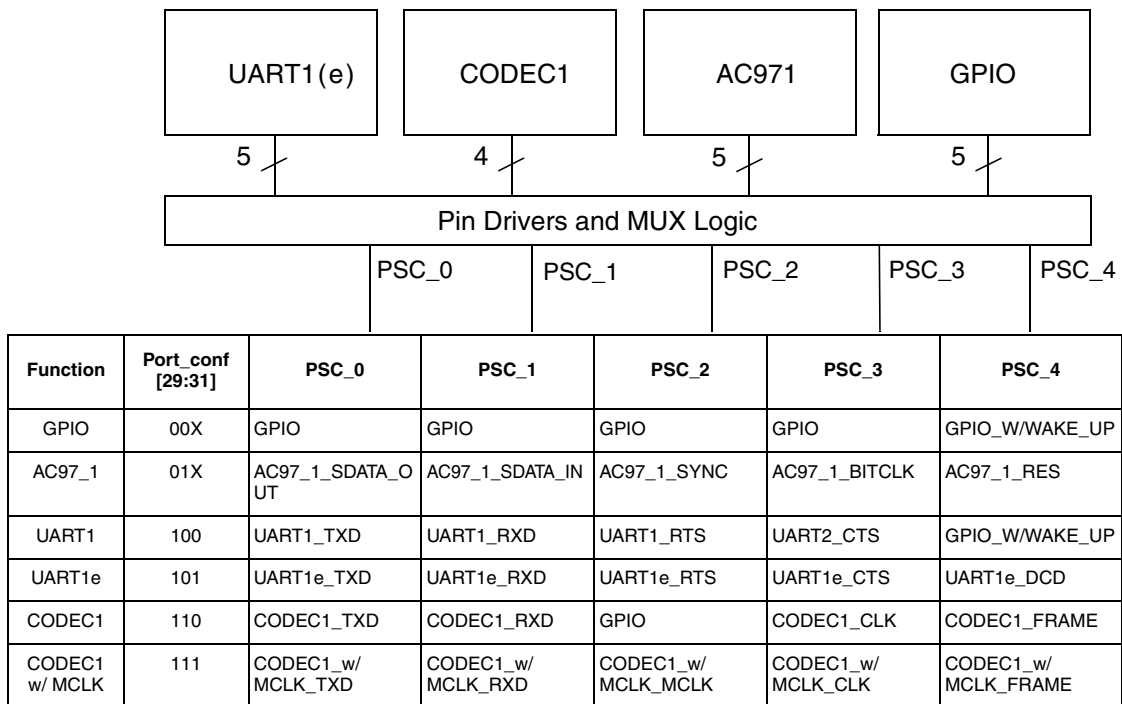 UART1(e) CODEC1 AC971 GPIO
5 4 5 5
Pin Drivers and MUX Logic
PSC_0 PSC_1 PSC_2 PSC_3 PSC_4
Function Port_conf [29:31] PSC_0 PSC_1 PSC_2 PSC_3 PSC_4
GPIO 00X GPIO GPIO GPIO GPIO GPIO_W/WAKE_UP
AC97_1 01X AC97_1_SDATA_O AC97_1_SDATA_IN AC97_1_SYNC AC97_1_BITCLK AC97_1_RES
UT
UART1 100 UART1_TXD UART1_RXD UART1_RTS UART2_CTS GPIO_W/WAKE_UP
UART1e 101 UART1e_TXD UART1e_RXD UART1e_RTS UART1e_CTS UART1e_DCD
CODEC1 110 CODEC1_TXD CODEC1_RXD GPIO CODEC1_CLK CODEC1_FRAME
CODEC1 111 CODEC1_w/ CODEC1_w/ CODEC1_w/ CODEC1_w/ CODEC1_w/
w/ MCLK MCLK_TXD MCLK_RXD MCLK_MCLK MCLK_CLK MCLK_FRAME